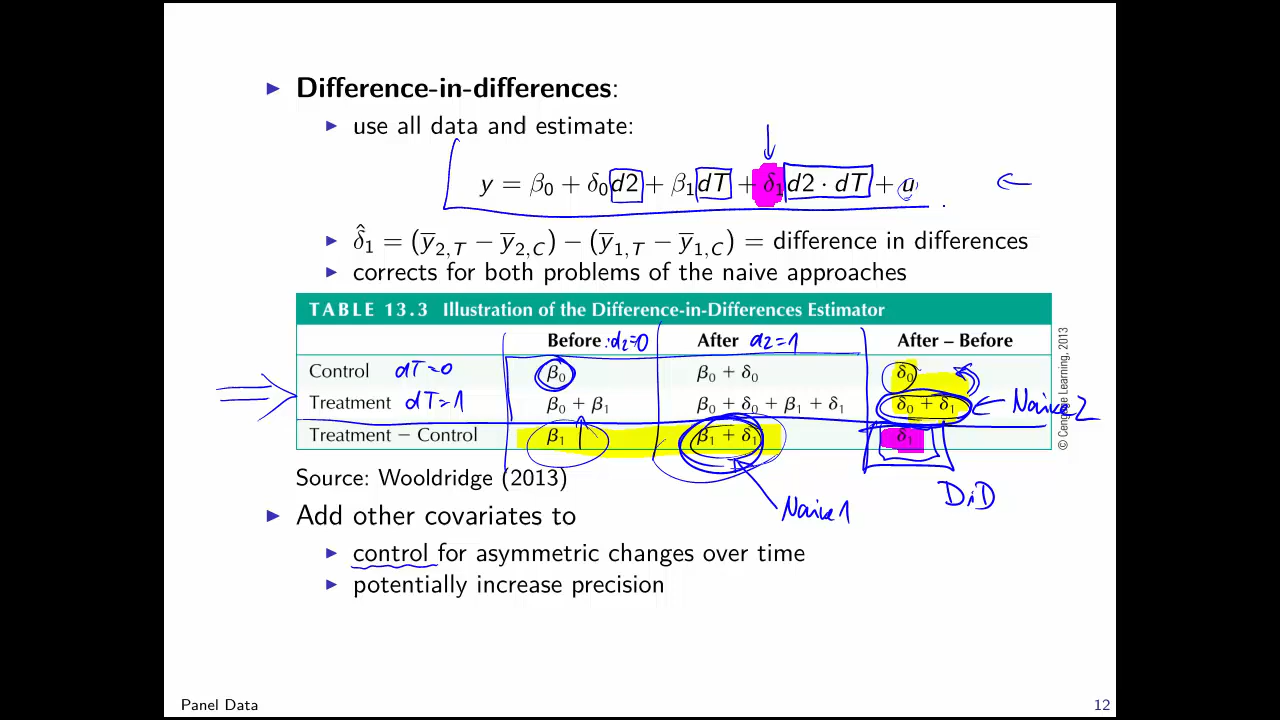 ▶ Difference-in-differences:
▶ use all data and estimate:
y = β₀ + δ₀d2 + β₁dT + δ₁d2 · dT + u
▶ δ̂₁ = (y̅₂,T − y̅₂,C) − (y̅₁,T − y̅₁,C) = difference in differences
▶ corrects for both problems of the naive approaches
TABLE 13.3 Illustration of the Difference-in-Differences Estimator
Before : d₂=0 After d₂=1 After – Before
Control dT=0 β₀ β₀ + δ₀ δ₀
Treatment dT=1 β₀ + β₁ β₀ + δ₀ + β₁ + δ₁ δ₀ + δ₁ ← Naive 2
Treatment – Control β₁ β₁ + δ₁ δ₁
© Cengage Learning, 2013
Source: Wooldridge (2013)
Naive 1
DiD
▶ Add other covariates to
▶ control for asymmetric changes over time
▶ potentially increase precision
Panel Data 12